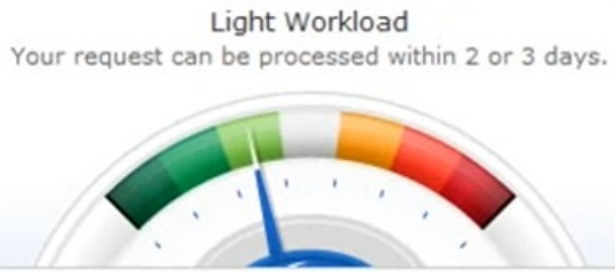 Light Workload
Your request can be processed within 2 or 3 days.